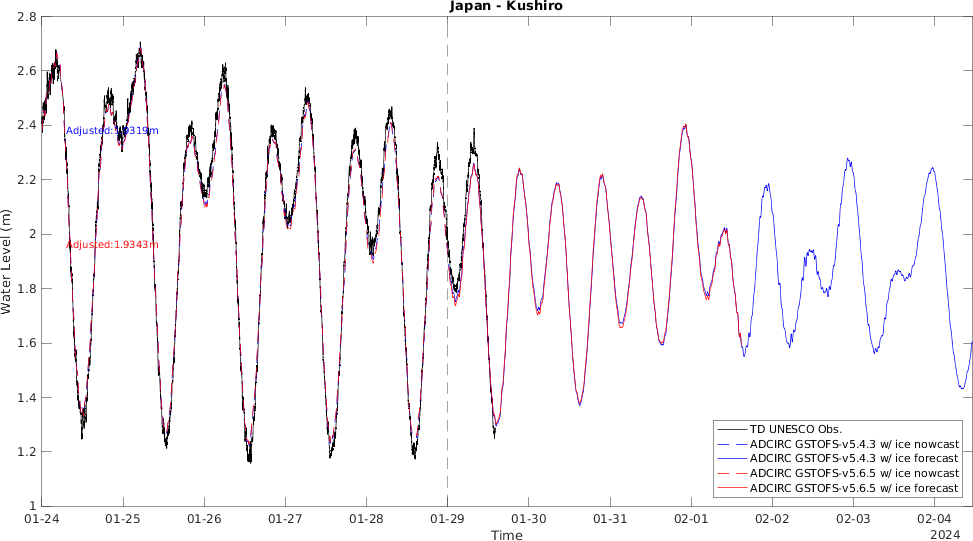 Japan - Kushiro
Water Level (m)
2.8
2.6
2.4
2.2
2
1.8
1.6
1.4
1.2
1
Adjusted:1.9319m
Adjusted:1.9343m
TD UNESCO Obs.
ADCIRC GSTOFS-v5.4.3 w/ ice nowcast
ADCIRC GSTOFS-v5.4.3 w/ ice forecast
ADCIRC GSTOFS-v5.6.5 w/ ice nowcast
ADCIRC GSTOFS-v5.6.5 w/ ice forecast
01-24 01-25 01-26 01-27 01-28 01-29 01-30 01-31 02-01 02-02 02-03 02-04
2024
Time